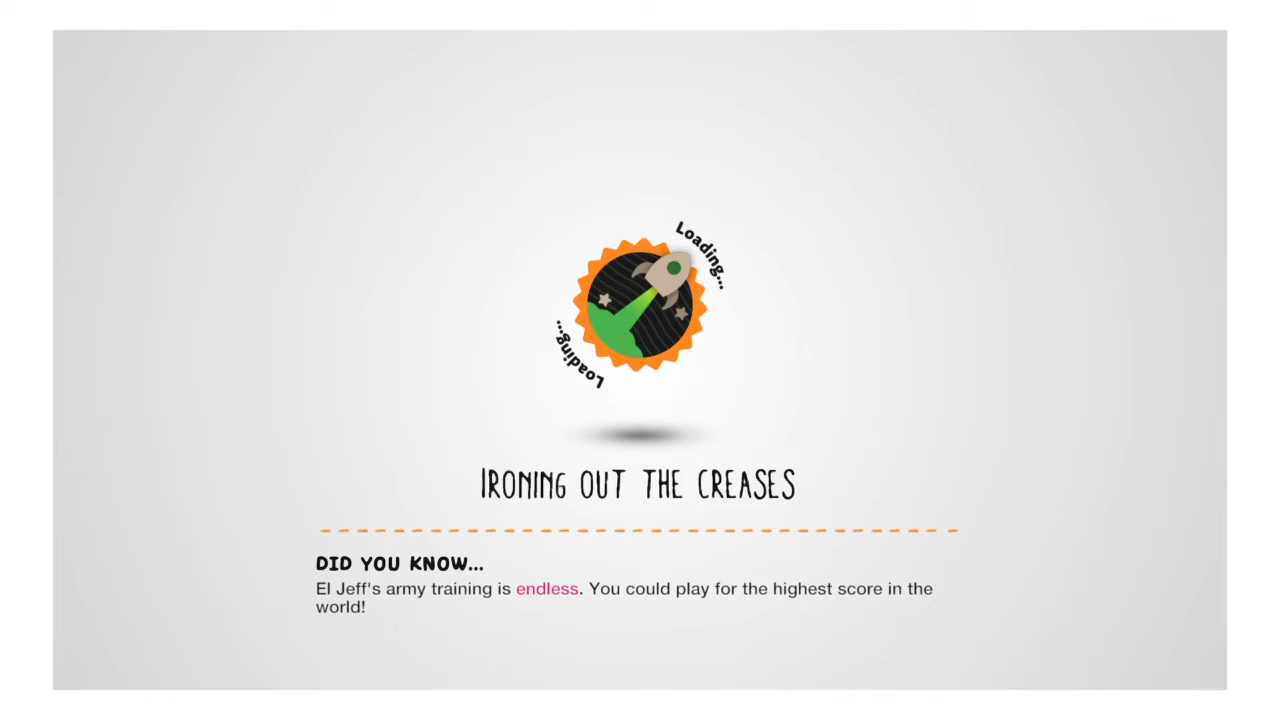 Loading...
Loading...
IRONING OUT THE CREASES
DID YOU KNOW...
El Jeff's army training is endless. You could play for the highest score in the
world!